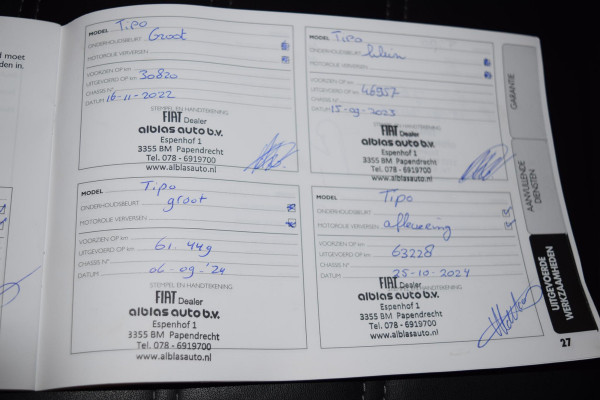 MODEL Tipo
ONDERHOUDSBEURT Groot
MOTOROLIE VERVERSEN
VOORZIEN OP km
UITGEVOERD OP km 30820
CHASSIS N°
DATUM 16-11-2022
STEMPEL EN HANDTEKENING
FIAT Dealer
alblas auto b.v.
Espenhof 1
3355 BM Papendrecht
Tel. 078 - 6919700
www.alblasauto.nl
MODEL Tipo
ONDERHOUDSBEURT klein
MOTOROLIE VERVERSEN
VOORZIEN OP km
UITGEVOERD OP km 46957
CHASSIS N°
DATUM 15-09-2023
STEMPEL EN HANDTEKENING
FIAT Dealer
alblas auto b.v.
Espenhof 1
3355 BM Papendrecht
Tel. 078 - 6919700
www.alblasauto.nl
MODEL Tipo
ONDERHOUDSBEURT groot
MOTOROLIE VERVERSEN
VOORZIEN OP km
UITGEVOERD OP km 61.449
CHASSIS N°
DATUM 06-09-'24
STEMPEL EN HANDTEKENING
FIAT Dealer
alblas auto b.v.
Espenhof 1
3355 BM Papendrecht
Tel. 078 - 6919700
www.alblasauto.nl
MODEL Tipo
ONDERHOUDSBEURT
MOTOROLIE VERVERSEN aflevering
VOORZIEN OP km
UITGEVOERD OP km 63228
CHASSIS N°
DATUM 25-10-2024
STEMPEL EN HANDTEKENING
FIAT Dealer
alblas auto b.v.
Espenhof 1
3355 BM Papendrecht
Tel. 078 - 6919700
www.alblasauto.nl
GARANTIE
AANVULLENDE
DIENSTEN
UITGEVOERDE
WERKZAAMHEDEN
27
moet
den in.